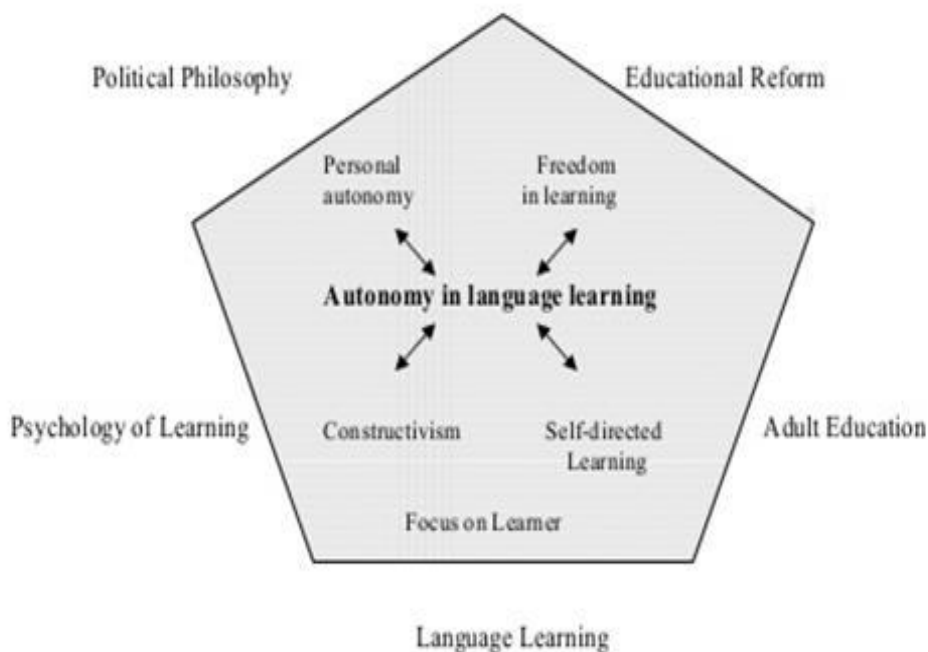 Political Philosophy
Educational Reform
Personal
autonomy
Freedom
in learning
Autonomy in language learning
Psychology of Learning
Constructivism
Self-directed
Learning
Adult Education
Focus on Learner
Language Learning